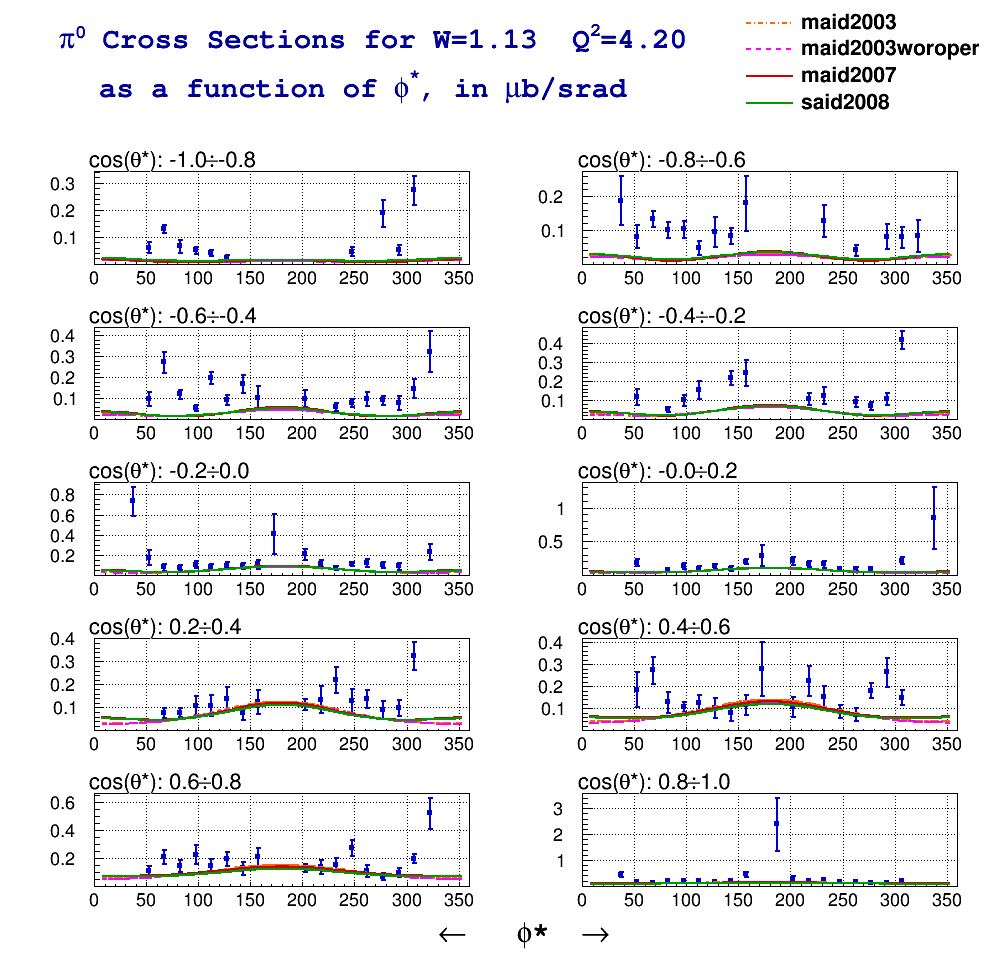 π⁰ Cross Sections for W=1.13 Q²=4.20
as a function of ϕ*, in μb/srad
maid2003
maid2003woroper
maid2007
said2008
cos(θ*): -1.0÷-0.8
0.3
0.2
0.1
0 50 100 150 200 250 300 350
cos(θ*): -0.8÷-0.6
0.2
0.1
0 50 100 150 200 250 300 350
cos(θ*): -0.6÷-0.4
0.4
0.3
0.2
0.1
0 50 100 150 200 250 300 350
cos(θ*): -0.4÷-0.2
0.4
0.3
0.2
0.1
0 50 100 150 200 250 300 350
cos(θ*): -0.2÷0.0
0.8
0.6
0.4
0.2
0 50 100 150 200 250 300 350
cos(θ*): -0.0÷0.2
1
0.5
0 50 100 150 200 250 300 350
cos(θ*): 0.2÷0.4
0.4
0.3
0.2
0.1
0 50 100 150 200 250 300 350
cos(θ*): 0.4÷0.6
0.4
0.3
0.2
0.1
0 50 100 150 200 250 300 350
cos(θ*): 0.6÷0.8
0.6
0.4
0.2
0 50 100 150 200 250 300 350
cos(θ*): 0.8÷1.0
3
2
1
0 50 100 150 200 250 300 350
← ϕ* →